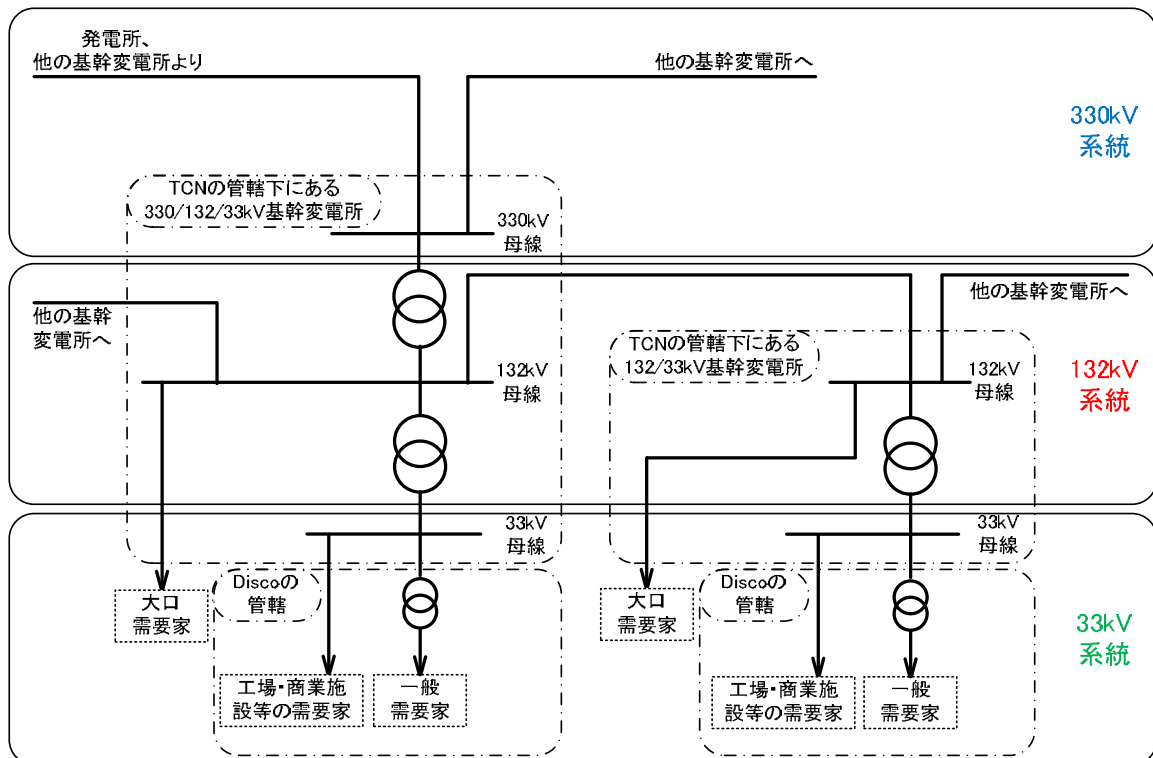 発電所、
他の基幹変電所より
他の基幹変電所へ
330kV
系統
TCNの管轄下にある
330/132/33kV基幹変電所
330kV
母線
他の基幹
変電所へ
他の基幹変電所へ
TCNの管轄下にある
132/33kV基幹変電所
132kV
母線
132kV
母線
132kV
系統
33kV
母線
33kV
母線
大口
需要家
Discoの
管轄
大口
需要家
Discoの
管轄
33kV
系統
工場・商業施
設等の需要家
一般
需要家
工場・商業施
設等の需要家
一般
需要家